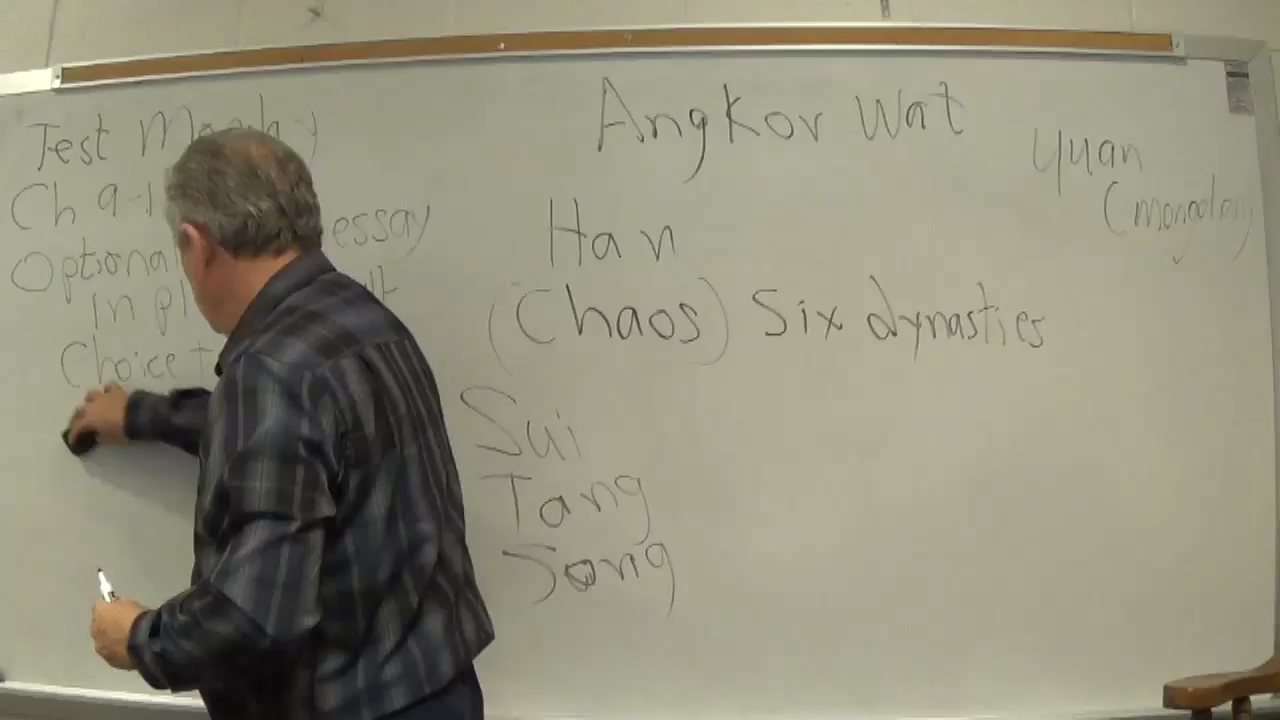 Test
Ch 9-1
essay
Optional
In pl
Choice
Angkor Wat
Yuan
(mongolian)
Han
(Chaos) Six dynasties
Sui
Tang
Song